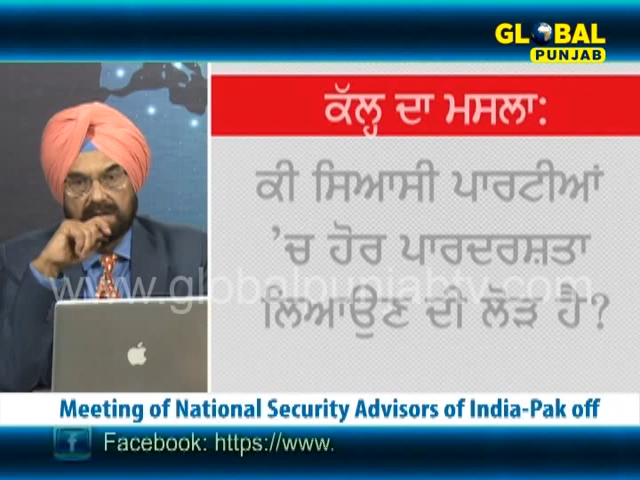 GLOBAL
PUNJAB
ਕੱਲ੍ਹ ਦਾ ਮਸਲਾ:
ਕੀ ਸਿਆਸੀ ਪਾਰਟੀਆਂ
'ਚ ਹੋਰ ਪਾਰਦਰਸ਼ਤਾ
www.globalpunjabtv.com
ਲਿਆਉਣ ਦੀ ਲੋੜ ਹੈ?
Meeting of National Security Advisors of India-Pak off
f Facebook: https://www.